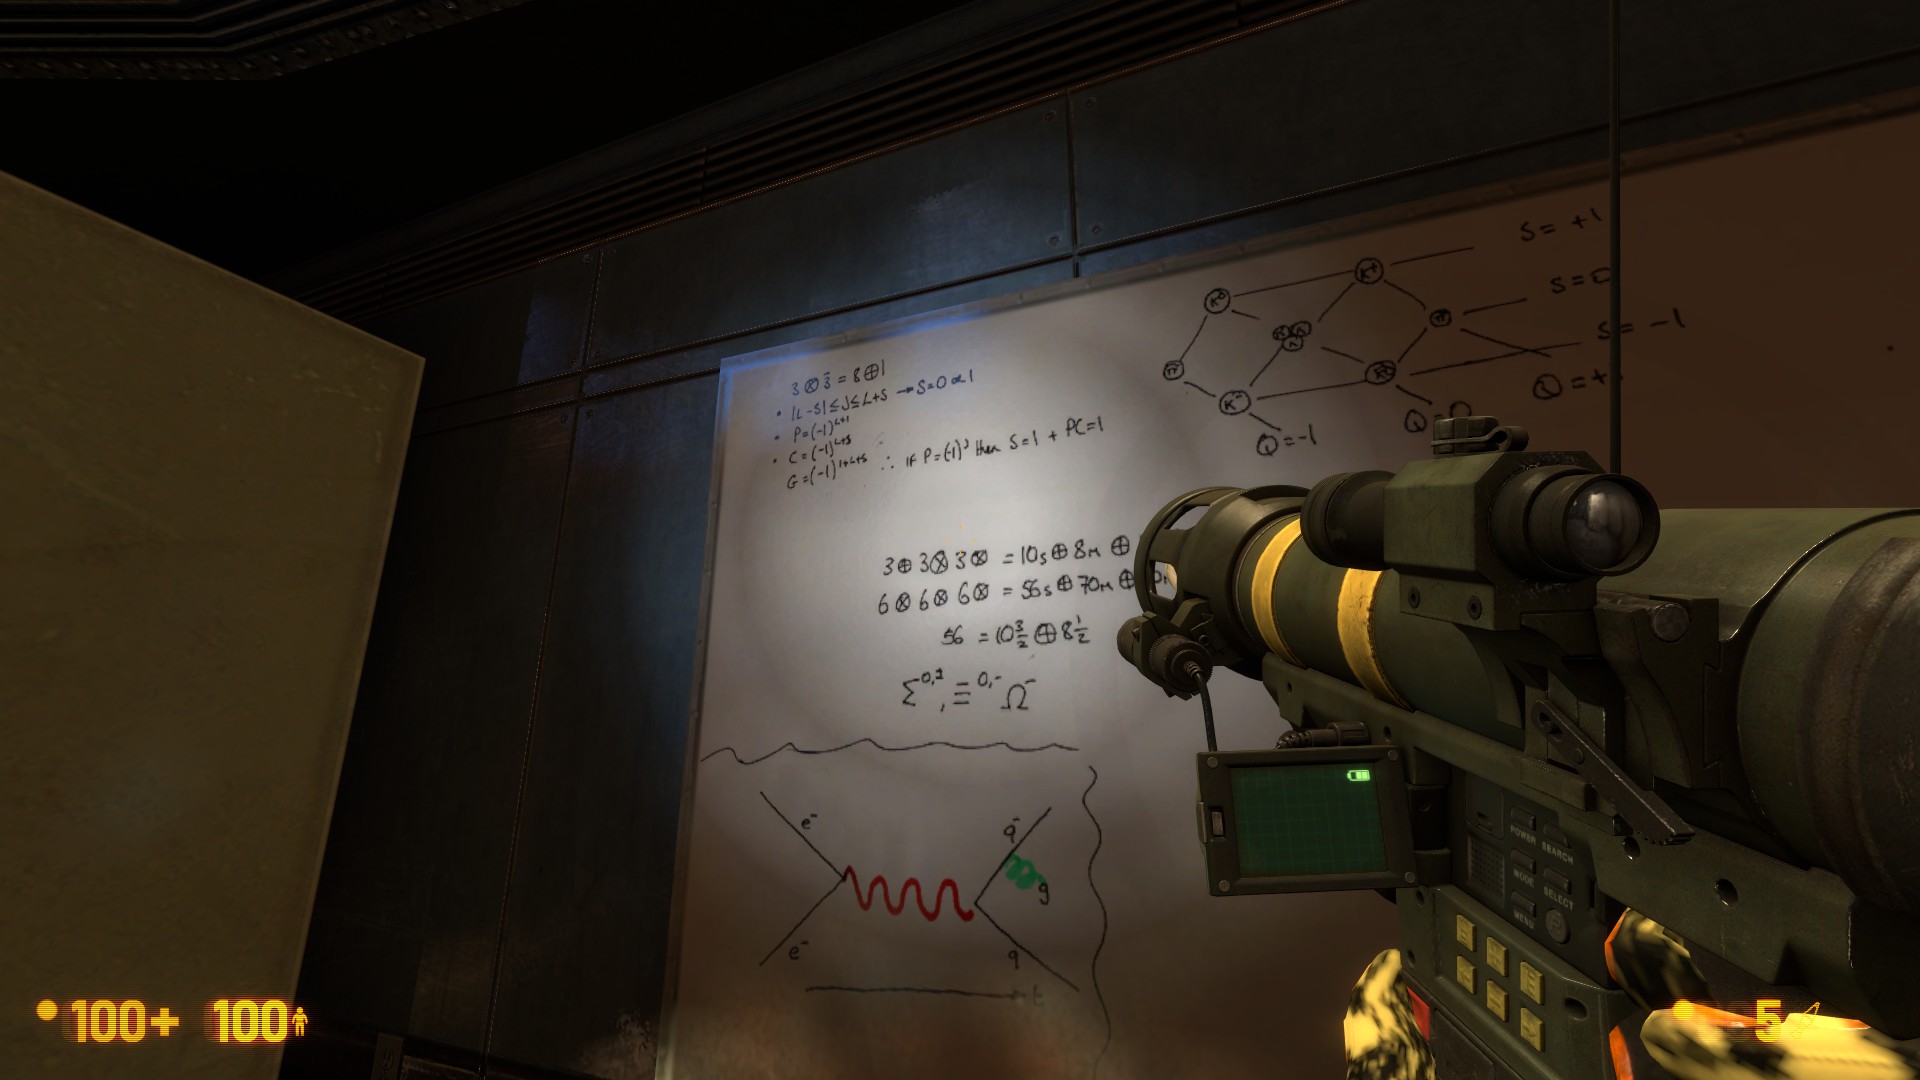 3 ⊗ 3̄ = 8 ⊕ 1
• |L-S| ≤ J ≤ L+S → S=0 or 1
• P=(-1)^L+1
• C=(-1)^L+S
G=(-1)^1+L+S ∴ IF P=(-1)^J then S=1 + PC=1
3 ⊕ 3 ⊗ 3 ⊗ = 10s ⊕ 8M ⊕
6 ⊗ 6 ⊗ 6 ⊗ = 56s ⊕ 70M ⊕
56 = 10 3/2 ⊕ 8 1/2
Ξ^0,- Ω^-
e^-
e^-
q^-
g
q
t
S = +1
S = 0
S = -1
K^0
K^+
K^-
Q = +
Q = 0
Q = -1
POWER SEARCH
MODE SELECT
MENU
100+ 100
5